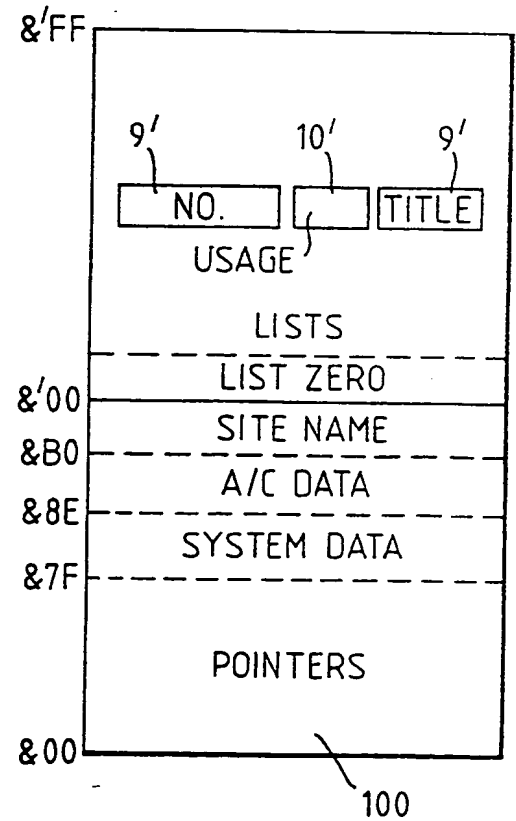 &'FF
9' 10' 9'
NO. TITLE
USAGE
LISTS
LIST ZERO
&'00
SITE NAME
&B0
A/C DATA
&8E
SYSTEM DATA
&7F
POINTERS
&00
100